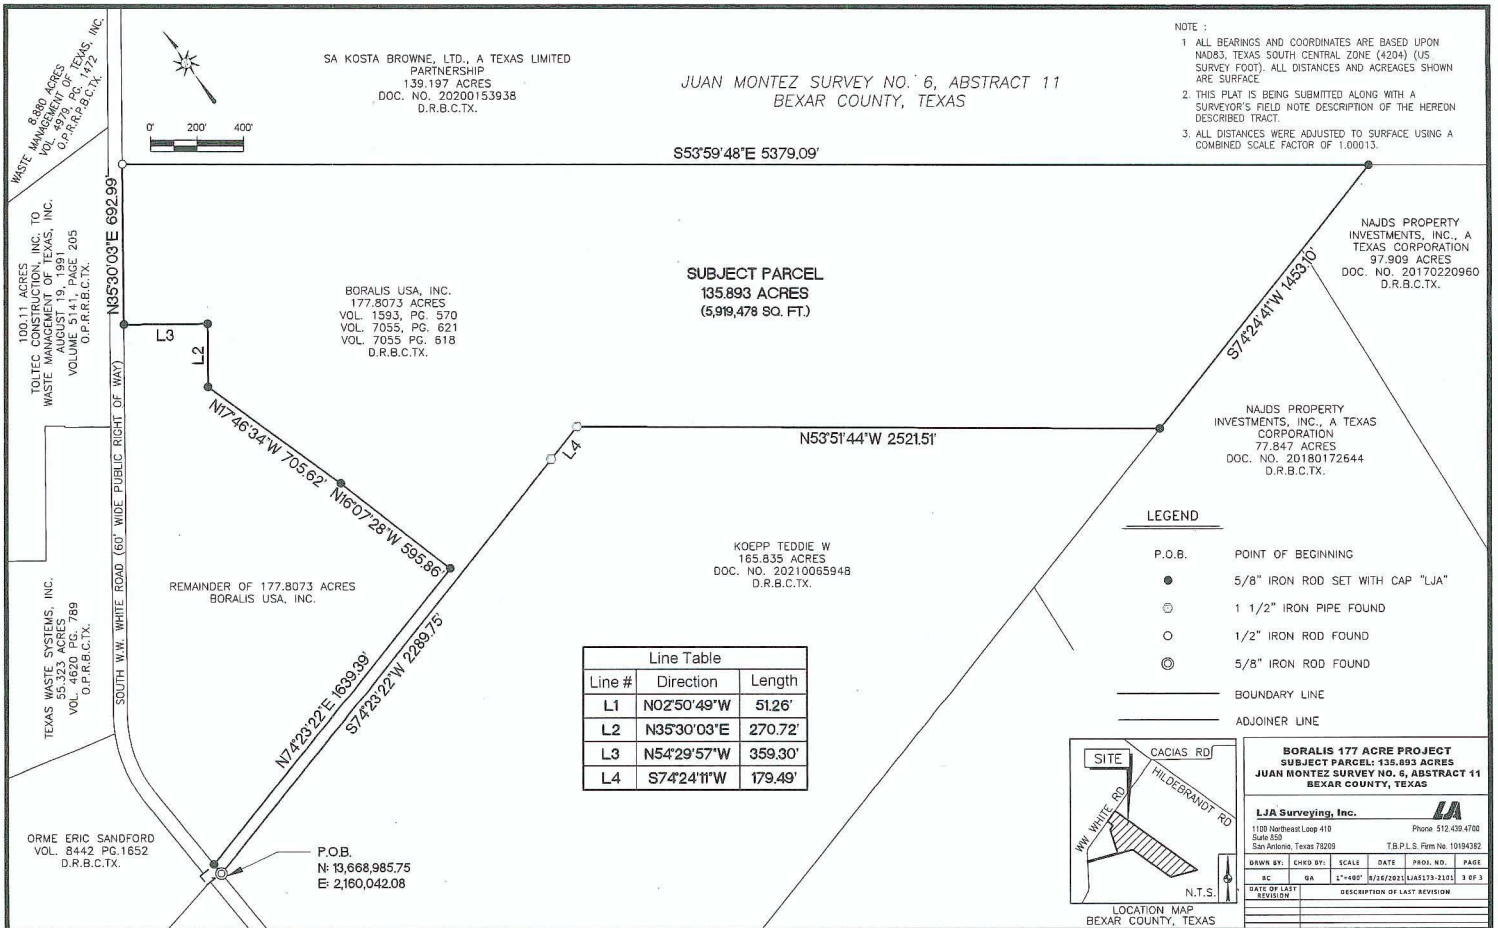 8.880 ACRES
WASTE MANAGEMENT OF TEXAS, INC.
VOL. 4979, PG. 1472
O.P.R.R.P.B.C.TX.
0' 200' 400'
SA KOSTA BROWNE, LTD., A TEXAS LIMITED
PARTNERSHIP
139.197 ACRES
DOC. NO. 20200153938
D.R.B.C.TX.
JUAN MONTEZ SURVEY NO. 6, ABSTRACT 11
BEXAR COUNTY, TEXAS
NOTE :
1 ALL BEARINGS AND COORDINATES ARE BASED UPON
NAD83, TEXAS SOUTH CENTRAL ZONE (4204) (US
SURVEY FOOT). ALL DISTANCES AND ACREAGES SHOWN
ARE SURFACE
2. THIS PLAT IS BEING SUBMITTED ALONG WITH A
SURVEYOR'S FIELD NOTE DESCRIPTION OF THE HEREON
DESCRIBED TRACT.
3. ALL DISTANCES WERE ADJUSTED TO SURFACE USING A
COMBINED SCALE FACTOR OF 1.00013.
S53°59'48"E 5379.09'
N35°30'03"E 692.99'
100.11 ACRES
TOLTEC CONSTRUCTION, INC. TO
WASTE MANAGEMENT OF TEXAS, INC.
AUGUST 19, 1991
VOLUME 5141, PAGE 205
O.P.R.R.B.C.TX.
L3
L2
BORALIS USA, INC.
177.8073 ACRES
VOL. 1593, PG. 570
VOL. 7055, PG. 621
VOL. 7055 PG. 618
D.R.B.C.TX.
SUBJECT PARCEL
135.893 ACRES
(5,919,478 SQ. FT.)
S74°24'41"W 1453.10'
NAJDS PROPERTY
INVESTMENTS, INC., A
TEXAS CORPORATION
97.909 ACRES
DOC. NO. 20170220960
D.R.B.C.TX.
N17°46'34"W 705.62'
N16°07'28"W 595.86'
L4
N53°51'44"W 2521.51'
NAJDS PROPERTY
INVESTMENTS, INC., A TEXAS
CORPORATION
77.847 ACRES
DOC. NO. 20180172644
D.R.B.C.TX.
SOUTH W.W. WHITE ROAD (60' WIDE PUBLIC RIGHT OF WAY)
REMAINDER OF 177.8073 ACRES
BORALIS USA, INC.
KOEPP TEDDIE W
165.835 ACRES
DOC. NO. 20210065948
D.R.B.C.TX.
TEXAS WASTE SYSTEMS, INC.
55.323 ACRES
VOL. 4620 PG. 789
O.P.R.B.C.TX.
N74°23'22"E 1639.39'
S74°23'22"W 2289.75'
LEGEND
P.O.B. POINT OF BEGINNING
5/8" IRON ROD SET WITH CAP "LJA"
1 1/2" IRON PIPE FOUND
1/2" IRON ROD FOUND
5/8" IRON ROD FOUND
BOUNDARY LINE
ADJOINER LINE
Line Table
Line # Direction Length
L1 N02°50'49"W 51.26'
L2 N35°30'03"E 270.72'
L3 N54°29'57"W 359.30'
L4 S74°24'11"W 179.49'
ORME ERIC SANDFORD
VOL. 8442 PG.1652
D.R.B.C.TX.
L1
P.O.B.
N: 13,668,985.75
E: 2,160,042.08
SITE
CACIAS RD
HILDEBRANDT RD
WW WHITE RD
N.T.S.
LOCATION MAP
BEXAR COUNTY, TEXAS
BORALIS 177 ACRE PROJECT
SUBJECT PARCEL: 135.893 ACRES
JUAN MONTEZ SURVEY NO. 6, ABSTRACT 11
BEXAR COUNTY, TEXAS
LJA Surveying, Inc.
1100 Northeast Loop 410 Phone 512.439.4700
Suite 850
San Antonio, Texas 78209 T.B.P.L.S. Firm No. 10194382
DRWN BY: CHKD BY: SCALE DATE PROJ. NO. PAGE
BC GA 1"=400' 8/26/2021 LJAS173-2101 3 OF 3
DATE OF LAST REVISION DESCRIPTION OF LAST REVISION